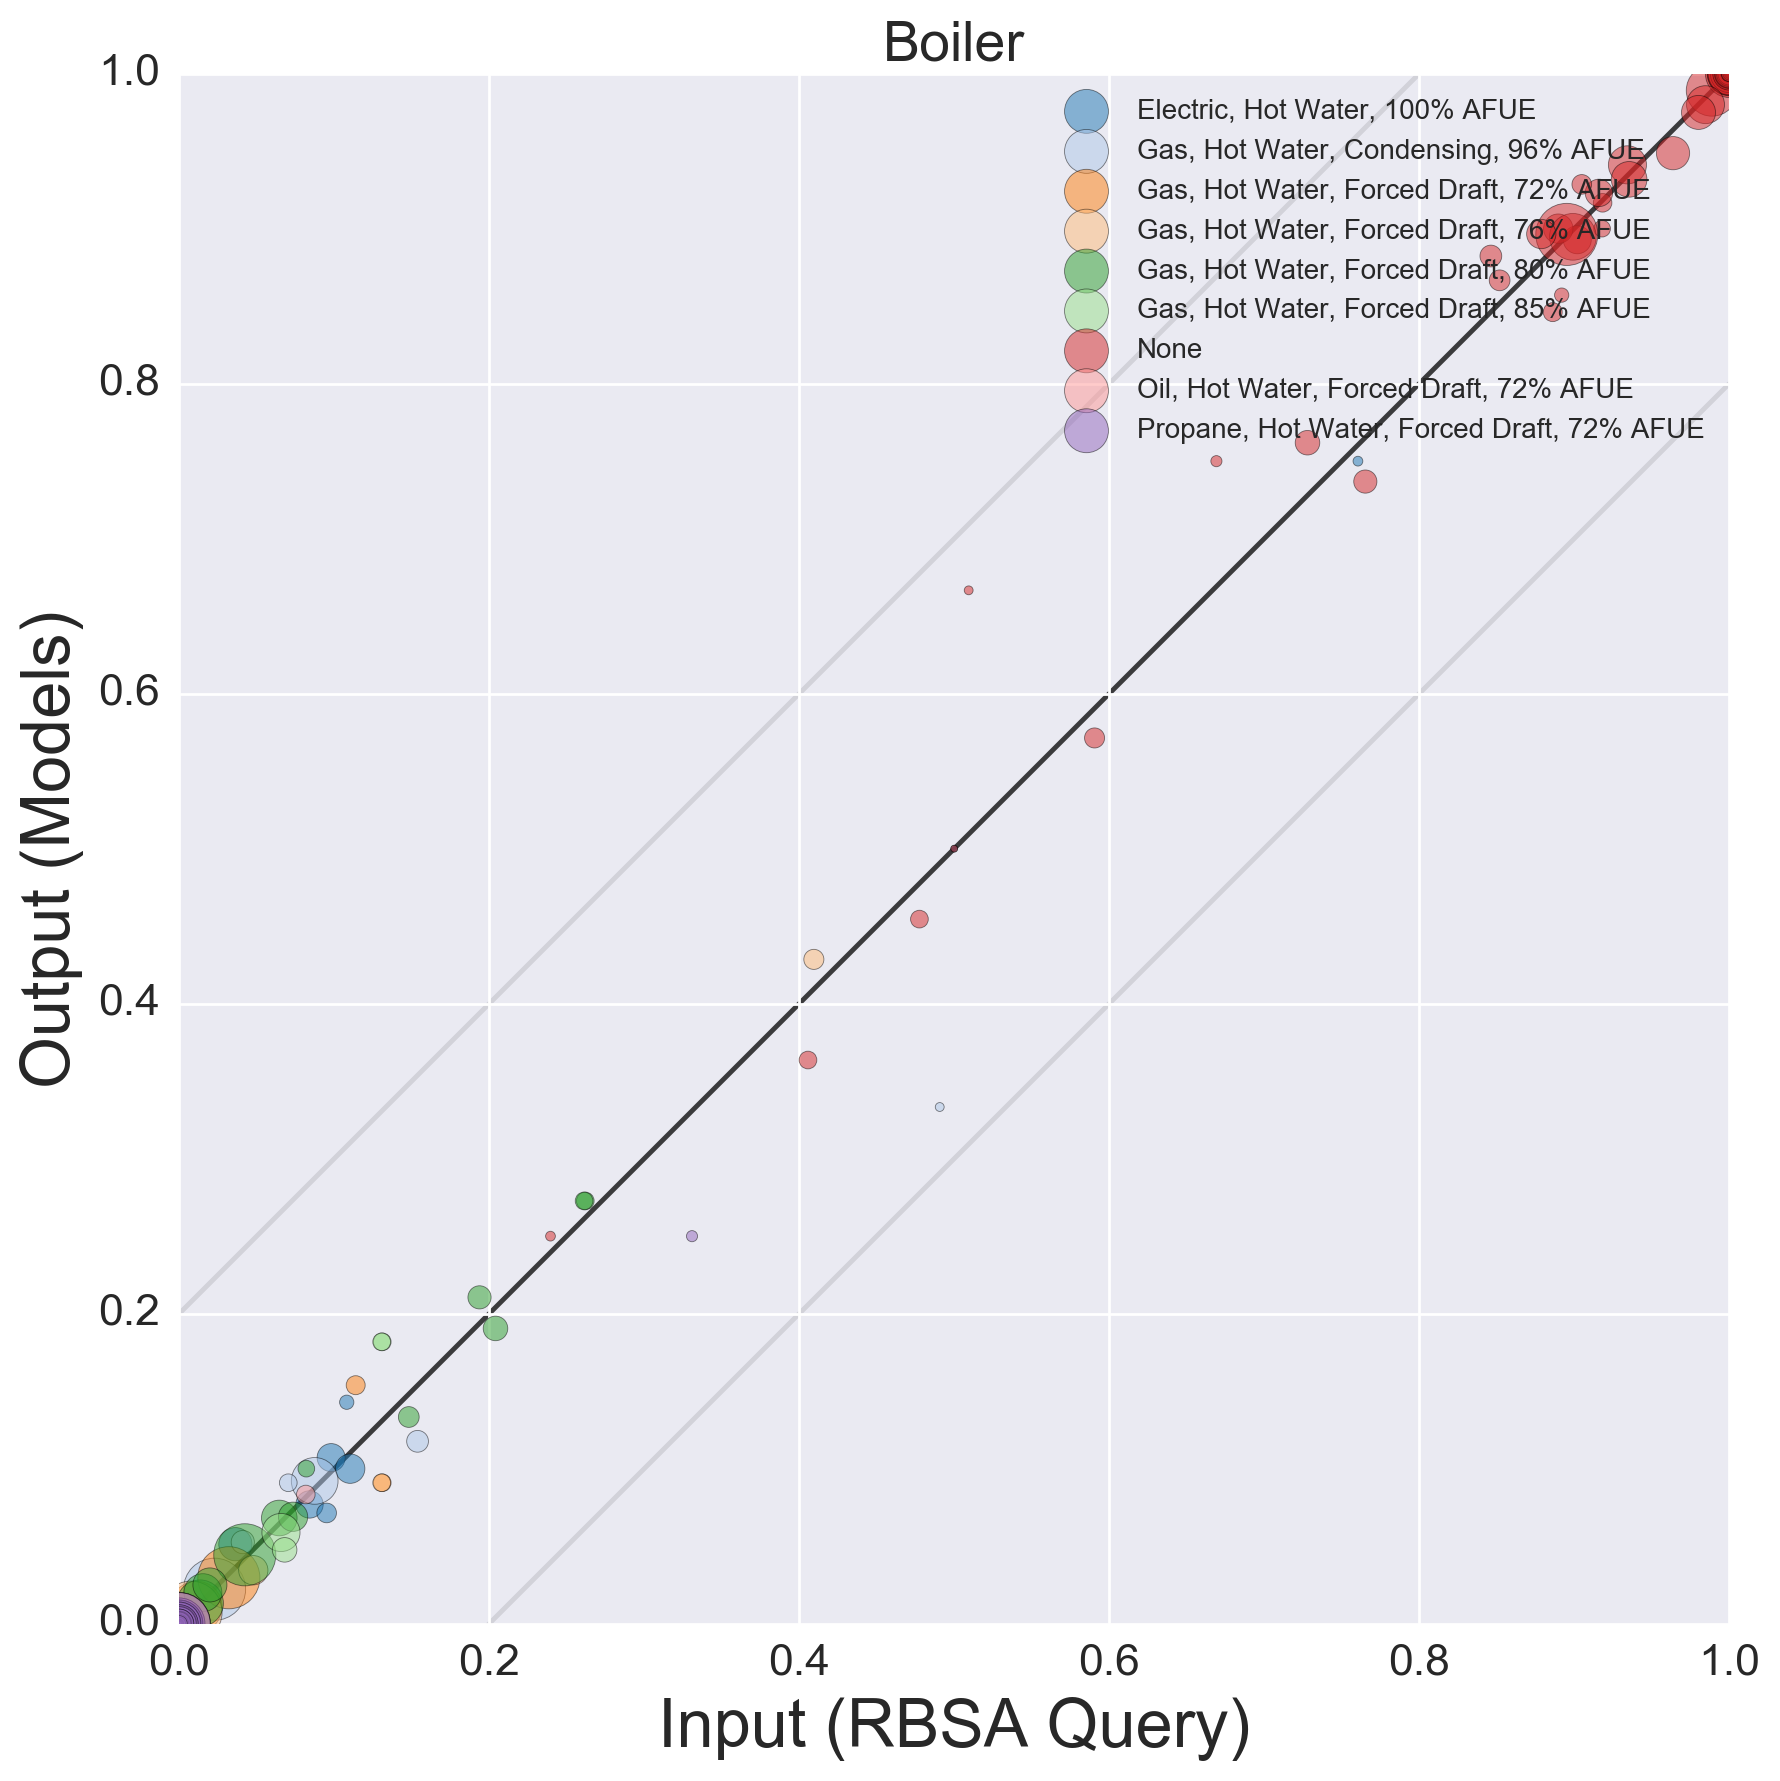 Boiler
1.0
0.8
0.6
0.4
0.2
0.0
Output (Models)
Electric, Hot Water, 100% AFUE
Gas, Hot Water, Condensing, 96% AFUE
Gas, Hot Water, Forced Draft, 72% AFUE
Gas, Hot Water, Forced Draft, 76% AFUE
Gas, Hot Water, Forced Draft, 80% AFUE
Gas, Hot Water, Forced Draft, 85% AFUE
None
Oil, Hot Water, Forced Draft, 72% AFUE
Propane, Hot Water, Forced Draft, 72% AFUE
0.0 0.2 0.4 0.6 0.8 1.0
Input (RBSA Query)